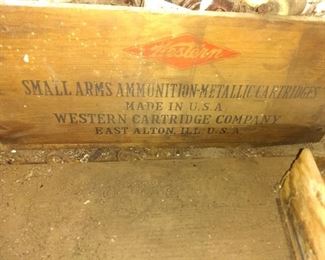 Western
SMALL ARMS AMMUNITION-METALLIC CARTRIDGES
MADE IN U.S.A.
WESTERN CARTRIDGE COMPANY
EAST ALTON, ILL. U.S.A.